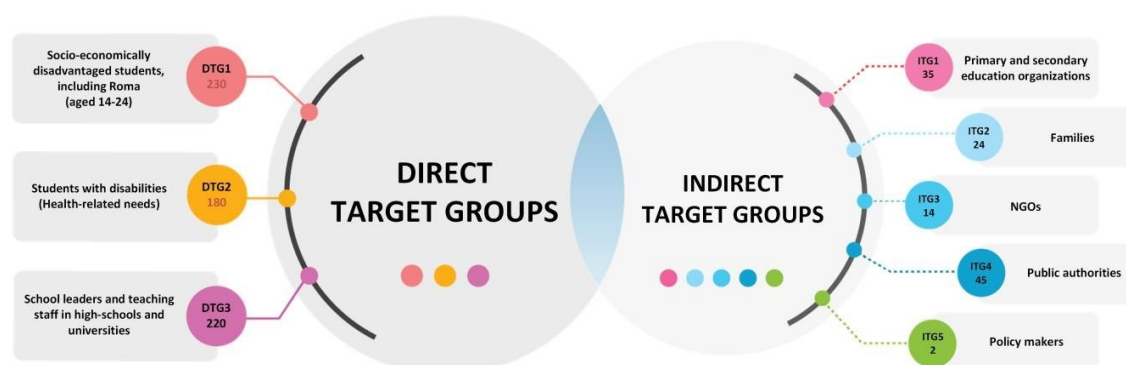 Socio-economically
disadvantaged students,
including Roma
(aged 14-24)
DTG1
230
Students with disabilities
(Health-related needs)
DTG2
180
School leaders and teaching
staff in high-schools and
universities
DTG3
220
DIRECT
TARGET GROUPS
INDIRECT
TARGET GROUPS
ITG1
35
Primary and secondary
education organizations
ITG2
24
Families
ITG3
14
NGOs
ITG4
45
Public authorities
ITG5
2
Policy makers